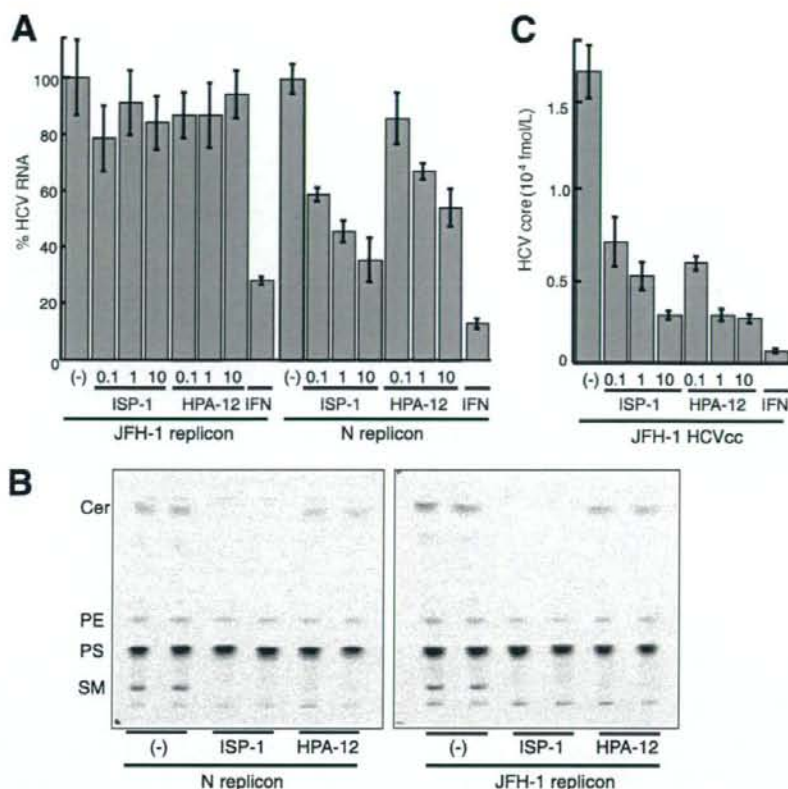 A
% HCV RNA
100
80
60
40
20
0
(-) 0.1 1 10 0.1 1 10 (-) 0.1 1 10 0.1 1 10
ISP-1 HPA-12 IFN ISP-1 HPA-12 IFN
JFH-1 replicon N replicon
C
HCV core (10⁴ fmol/L)
1.5
1.0
0.5
0
(-) 0.1 1 10 0.1 1 10
ISP-1 HPA-12 IFN
JFH-1 HCVcc
B
Cer
PE
PS
SM
(-) ISP-1 HPA-12 (-) ISP-1 HPA-12
N replicon JFH-1 replicon